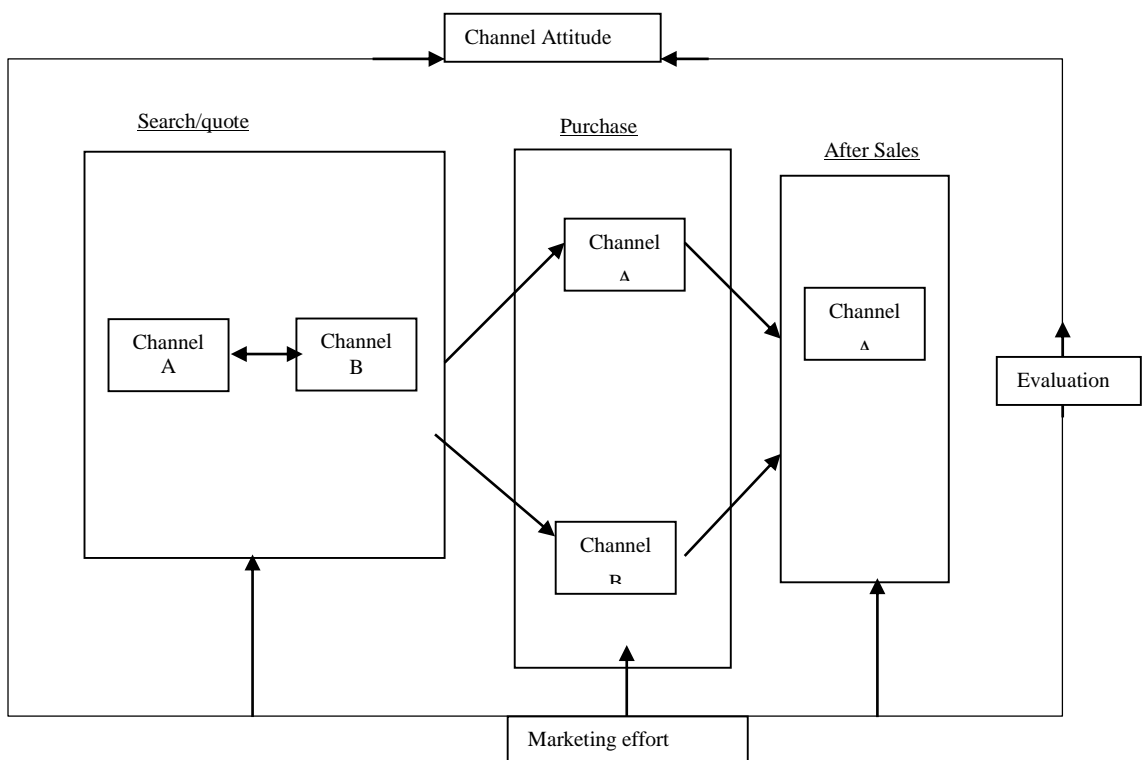 Channel Attitude
Search/quote
Purchase
After Sales
Channel
A
Channel
B
Channel
A
Channel
B
Channel
A
Evaluation
Marketing effort